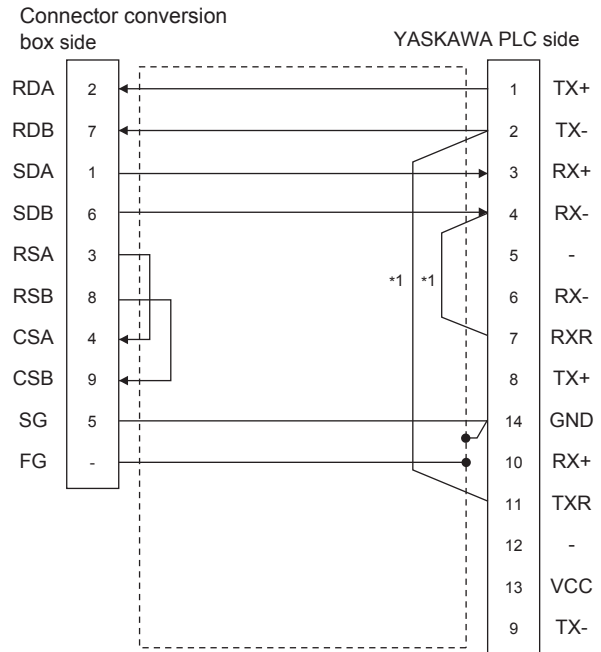 Connector conversion
box side
YASKAWA PLC side
RDA 2 1 TX+
RDB 7 2 TX-
SDA 1 3 RX+
SDB 6 4 RX-
RSA 3 5 -
*1 *1
RSB 8 6 RX-
CSA 4 7 RXR
CSB 9 8 TX+
SG 5 14 GND
FG - 10 RX+
11 TXR
12 -
13 VCC
9 TX-